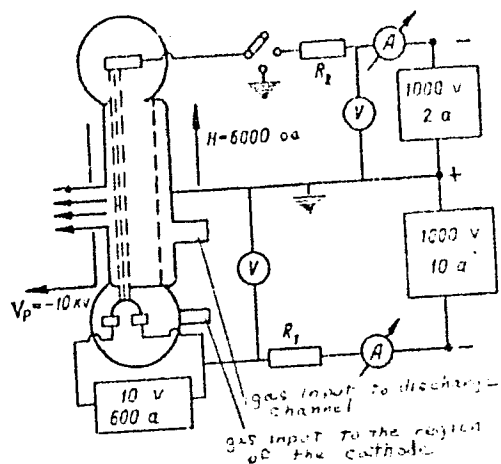 A
−
R₂
1000 v
2 a
V
H=6000 oe
+
1000 v
10 a
V
Vp=-10 kv
R₁
A
−
10 v
600 a
gas input to discharge
channel
gas input to the region
of the cathode